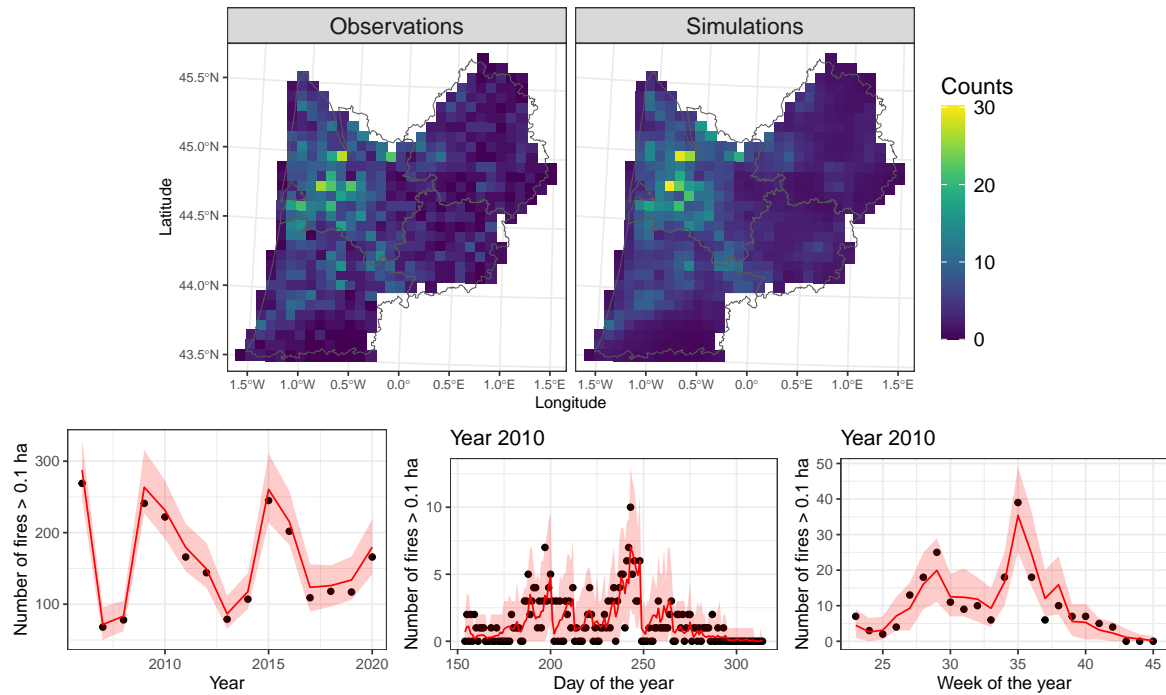 Observations
Simulations
45.5°N
45.0°N
44.5°N
44.0°N
43.5°N
Latitude
1.5°W
1.0°W
0.5°W
0.0°
0.5°E
1.0°E
1.5°E
1.5°W
1.0°W
0.5°W
0.0°
0.5°E
1.0°E
1.5°E
Longitude
Counts
30
20
10
0
Number of fires > 0.1 ha
300
200
100
2010
2015
2020
Year
Year 2010
Number of fires > 0.1 ha
10
5
0
150
200
250
300
Day of the year
Year 2010
Number of fires > 0.1 ha
50
40
30
20
10
0
25
30
35
40
45
Week of the year